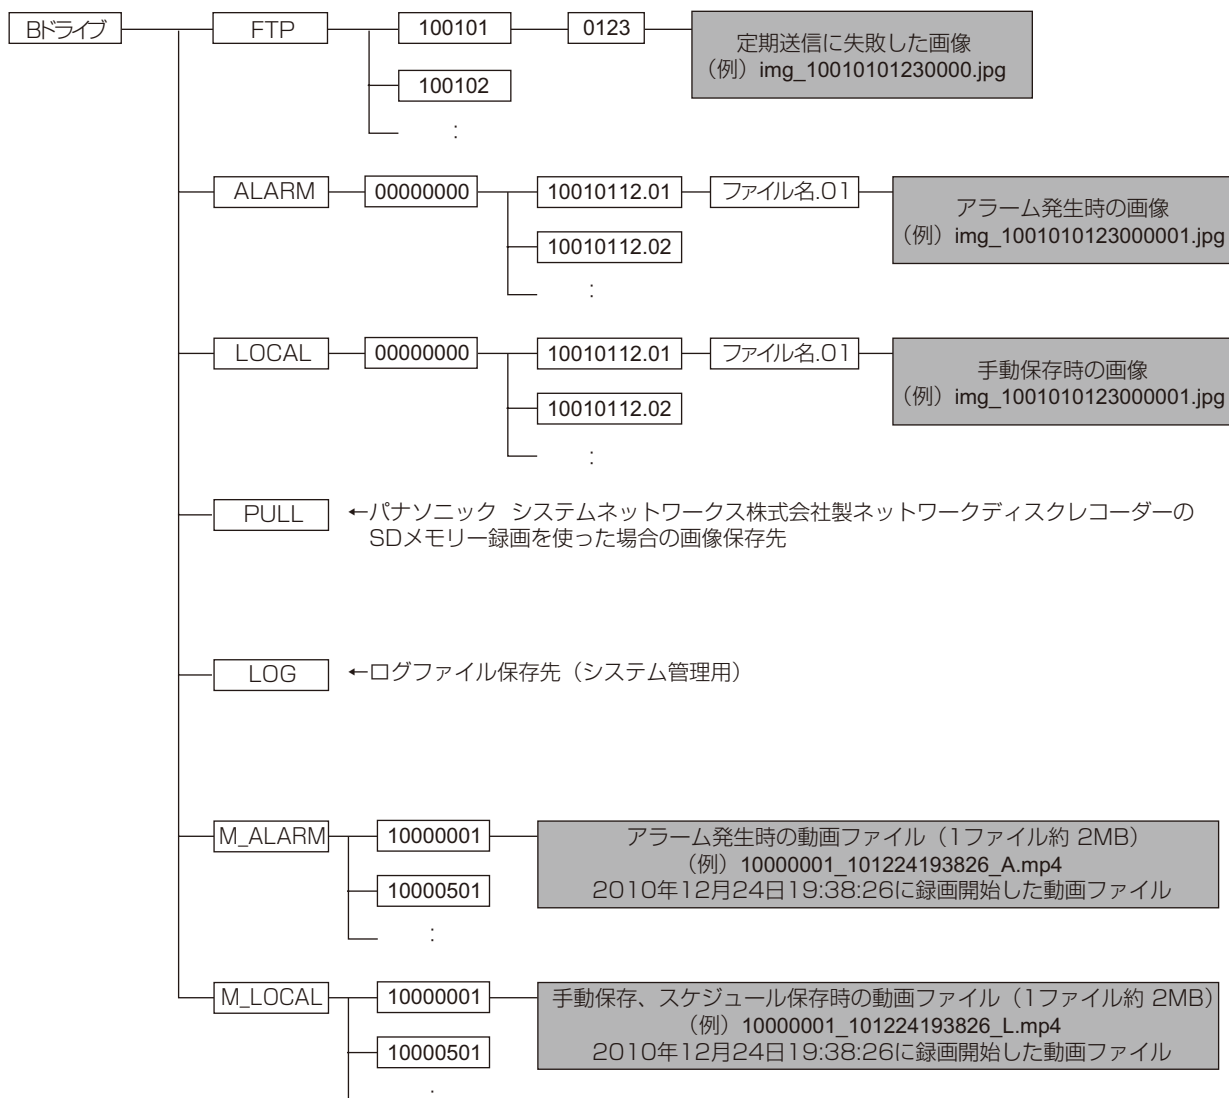 Bドライブ
FTP
100101
0123
定期送信に失敗した画像
（例）img_10010101230000.jpg
100102
:
ALARM
00000000
10010112.01
ファイル名.01
アラーム発生時の画像
（例）img_1001010123000001.jpg
10010112.02
:
LOCAL
00000000
10010112.01
ファイル名.01
手動保存時の画像
（例）img_1001010123000001.jpg
10010112.02
:
PULL
←パナソニック システムネットワークス株式会社製ネットワークディスクレコーダーの
SDメモリー録画を使った場合の画像保存先
LOG
←ログファイル保存先（システム管理用）
M_ALARM
10000001
アラーム発生時の動画ファイル（1ファイル約 2MB）
（例）10000001_101224193826_A.mp4
2010年12月24日19:38:26に録画開始した動画ファイル
10000501
:
M_LOCAL
10000001
手動保存、スケジュール保存時の動画ファイル（1ファイル約 2MB）
（例）10000001_101224193826_L.mp4
2010年12月24日19:38:26に録画開始した動画ファイル
10000501
: